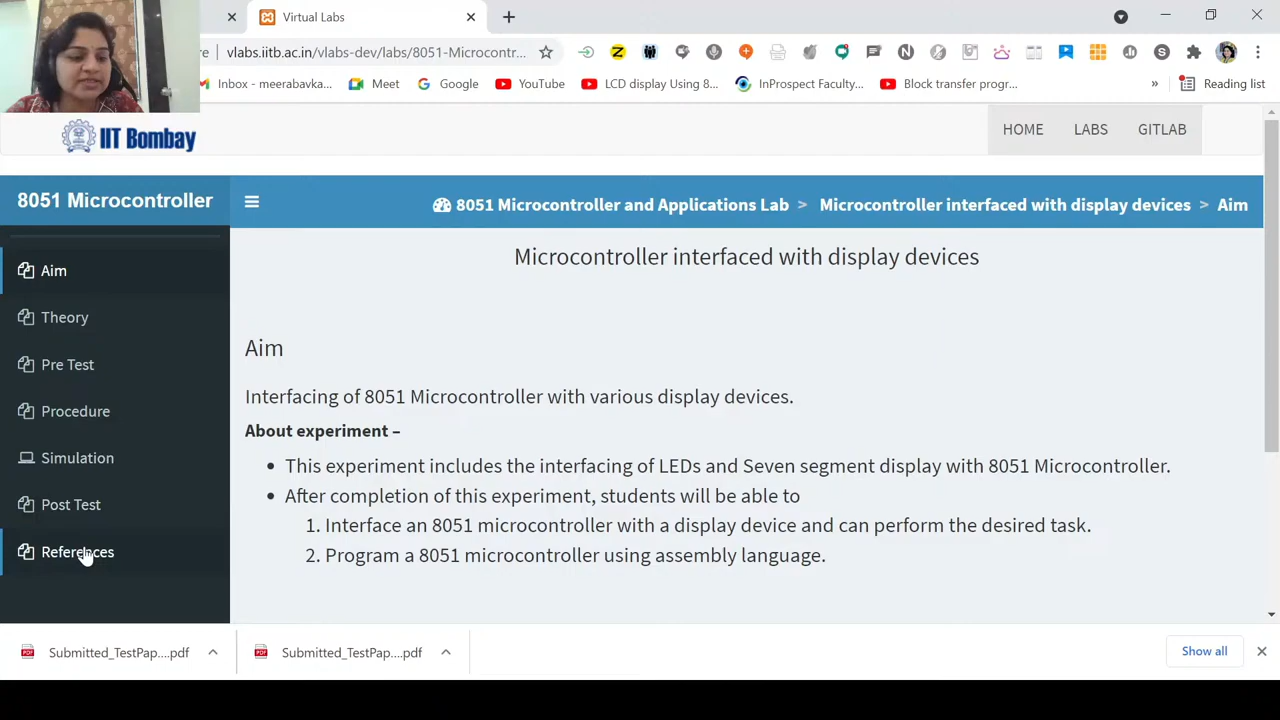 Virtual Labs
re
vlabs.iitb.ac.in/vlabs-dev/labs/8051-Microcontr...
Inbox - meerabavka...
Meet
Google
YouTube
LCD display Using 8...
InProspect Faculty...
Block transfer progr...
»
Reading list
IIT Bombay
HOME
LABS
GITLAB
8051 Microcontroller
8051 Microcontroller and Applications Lab > Microcontroller interfaced with display devices > Aim
Aim
Theory
Pre Test
Procedure
Simulation
Post Test
References
Microcontroller interfaced with display devices
Aim
Interfacing of 8051 Microcontroller with various display devices.
About experiment –
• This experiment includes the interfacing of LEDs and Seven segment display with 8051 Microcontroller.
• After completion of this experiment, students will be able to
1. Interface an 8051 microcontroller with a display device and can perform the desired task.
2. Program a 8051 microcontroller using assembly language.
Submitted_TestPap....pdf
Submitted_TestPap....pdf
Show all